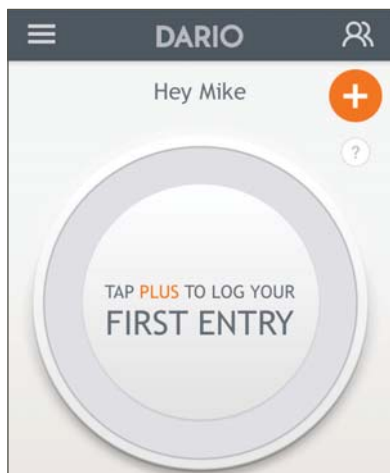 DARIO
Hey Mike
+
?
TAP PLUS TO LOG YOUR
FIRST ENTRY